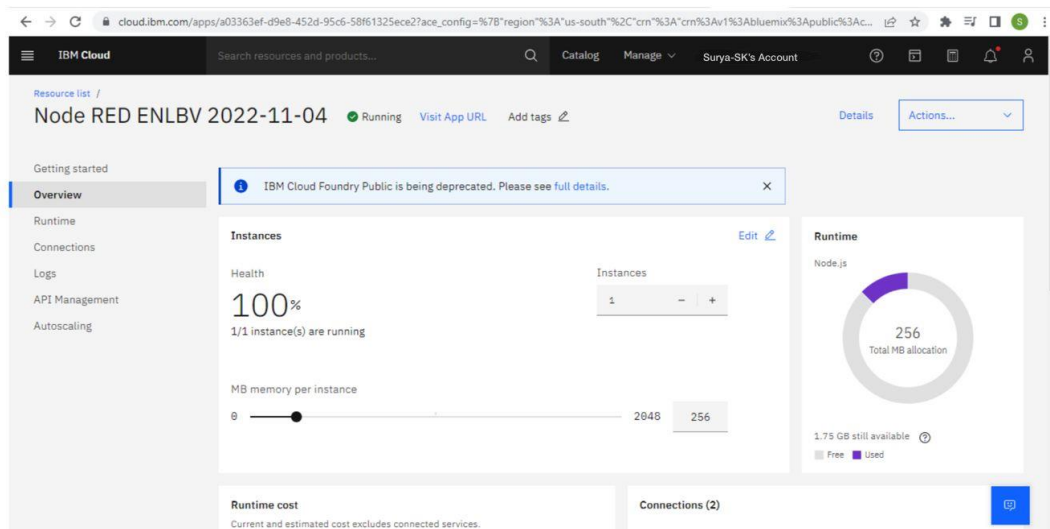 cloud.ibm.com/apps/a03363ef-d9e8-452d-95c6-58f61325ece2?ace_config=%7B"region"%3A"us-south"%2C"crn"%3A"crn%3Av1%3Abluemix%3Apublic%3Ac...
S
IBM Cloud
Search resources and products...
Catalog
Manage
Surya-SK's Account
Resource list /
Node RED ENLBV 2022-11-04
Running
Visit App URL
Add tags
Details
Actions...
Getting started
Overview
Runtime
Connections
Logs
API Management
Autoscaling
IBM Cloud Foundry Public is being deprecated. Please see full details.
Instances
Edit
Health
100%
1/1 instance(s) are running
Instances
1 - +
MB memory per instance
0 2048 256
Runtime
Node.js
256
Total MB allocation
1.75 GB still available
Free Used
Runtime cost
Current and estimated cost excludes connected services.
Connections (2)